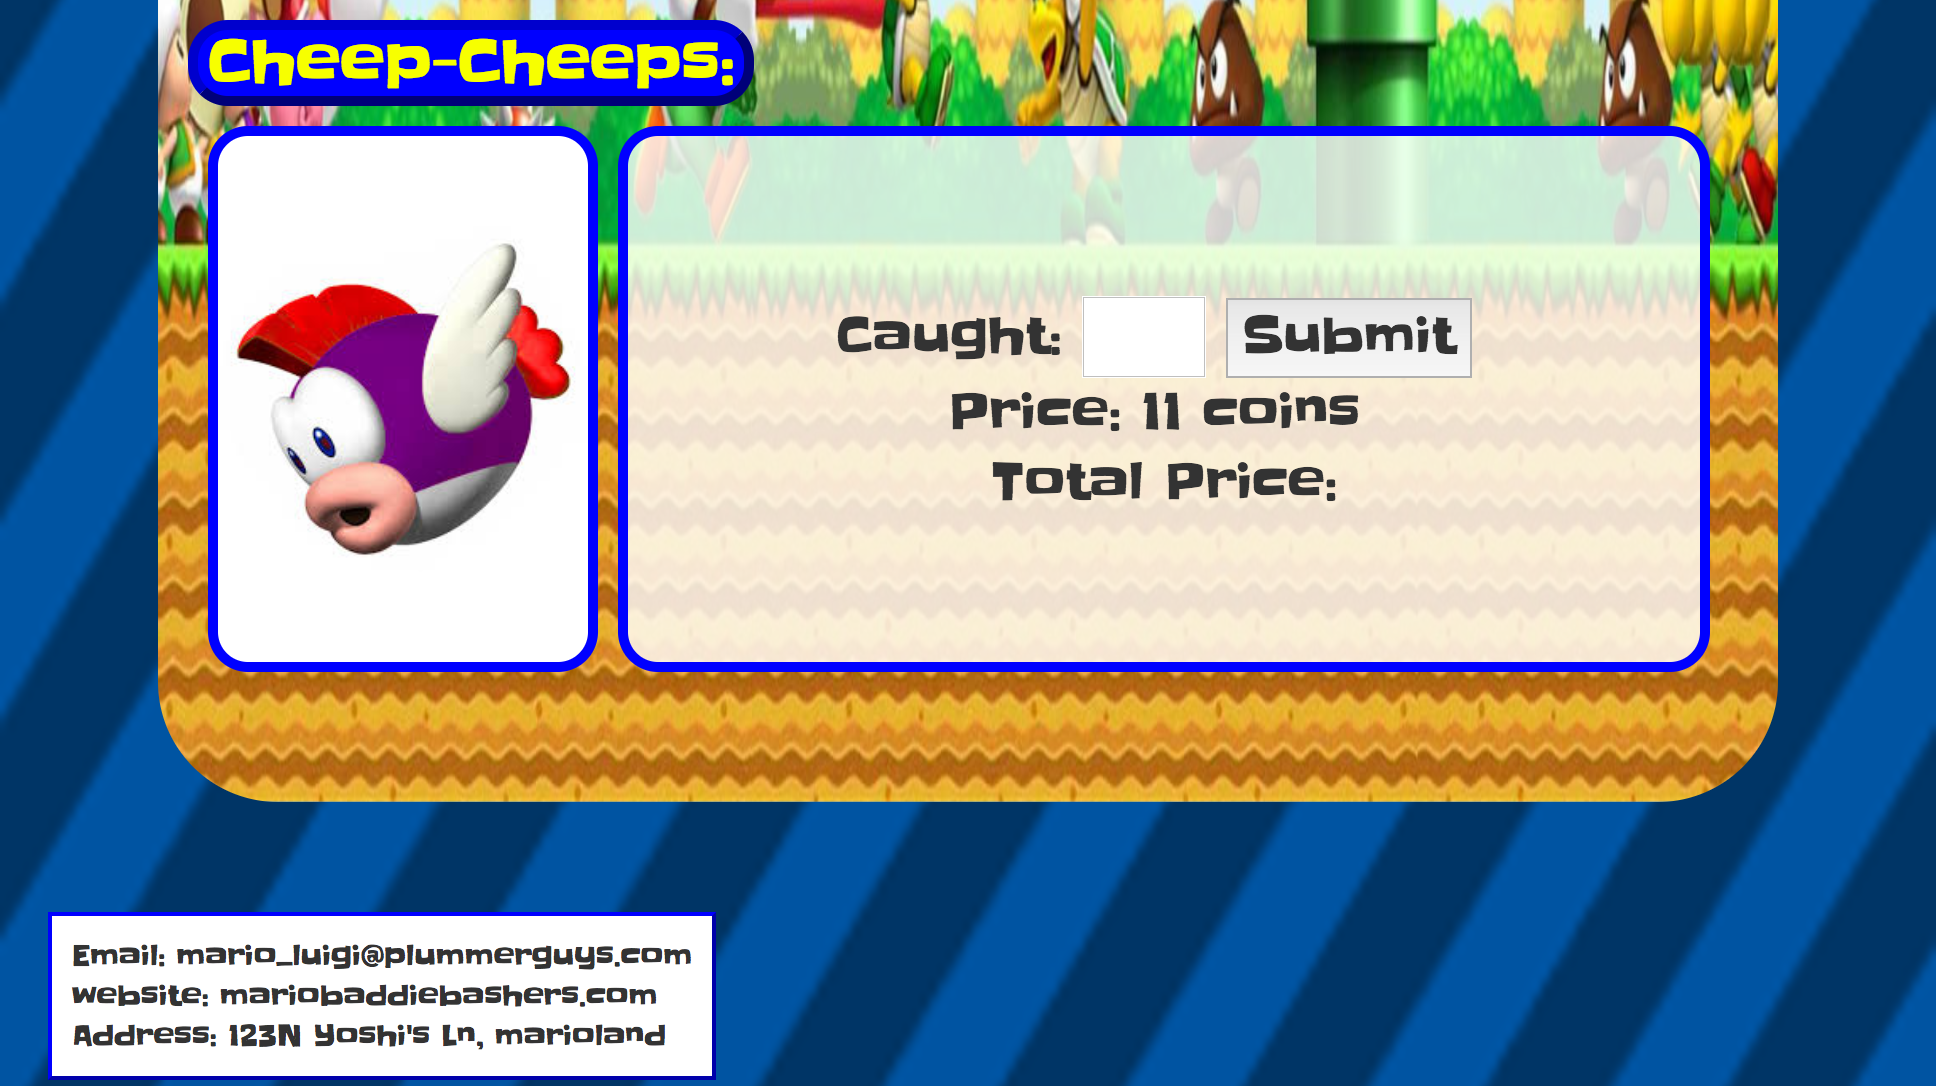 Cheep-Cheeps:
Caught: Submit
Price: 11 coins
Total Price:
Email: mario_luigi@plummerguys.com
website: mariobaddiebashers.com
Address: 123N Yoshi's Ln, marioland